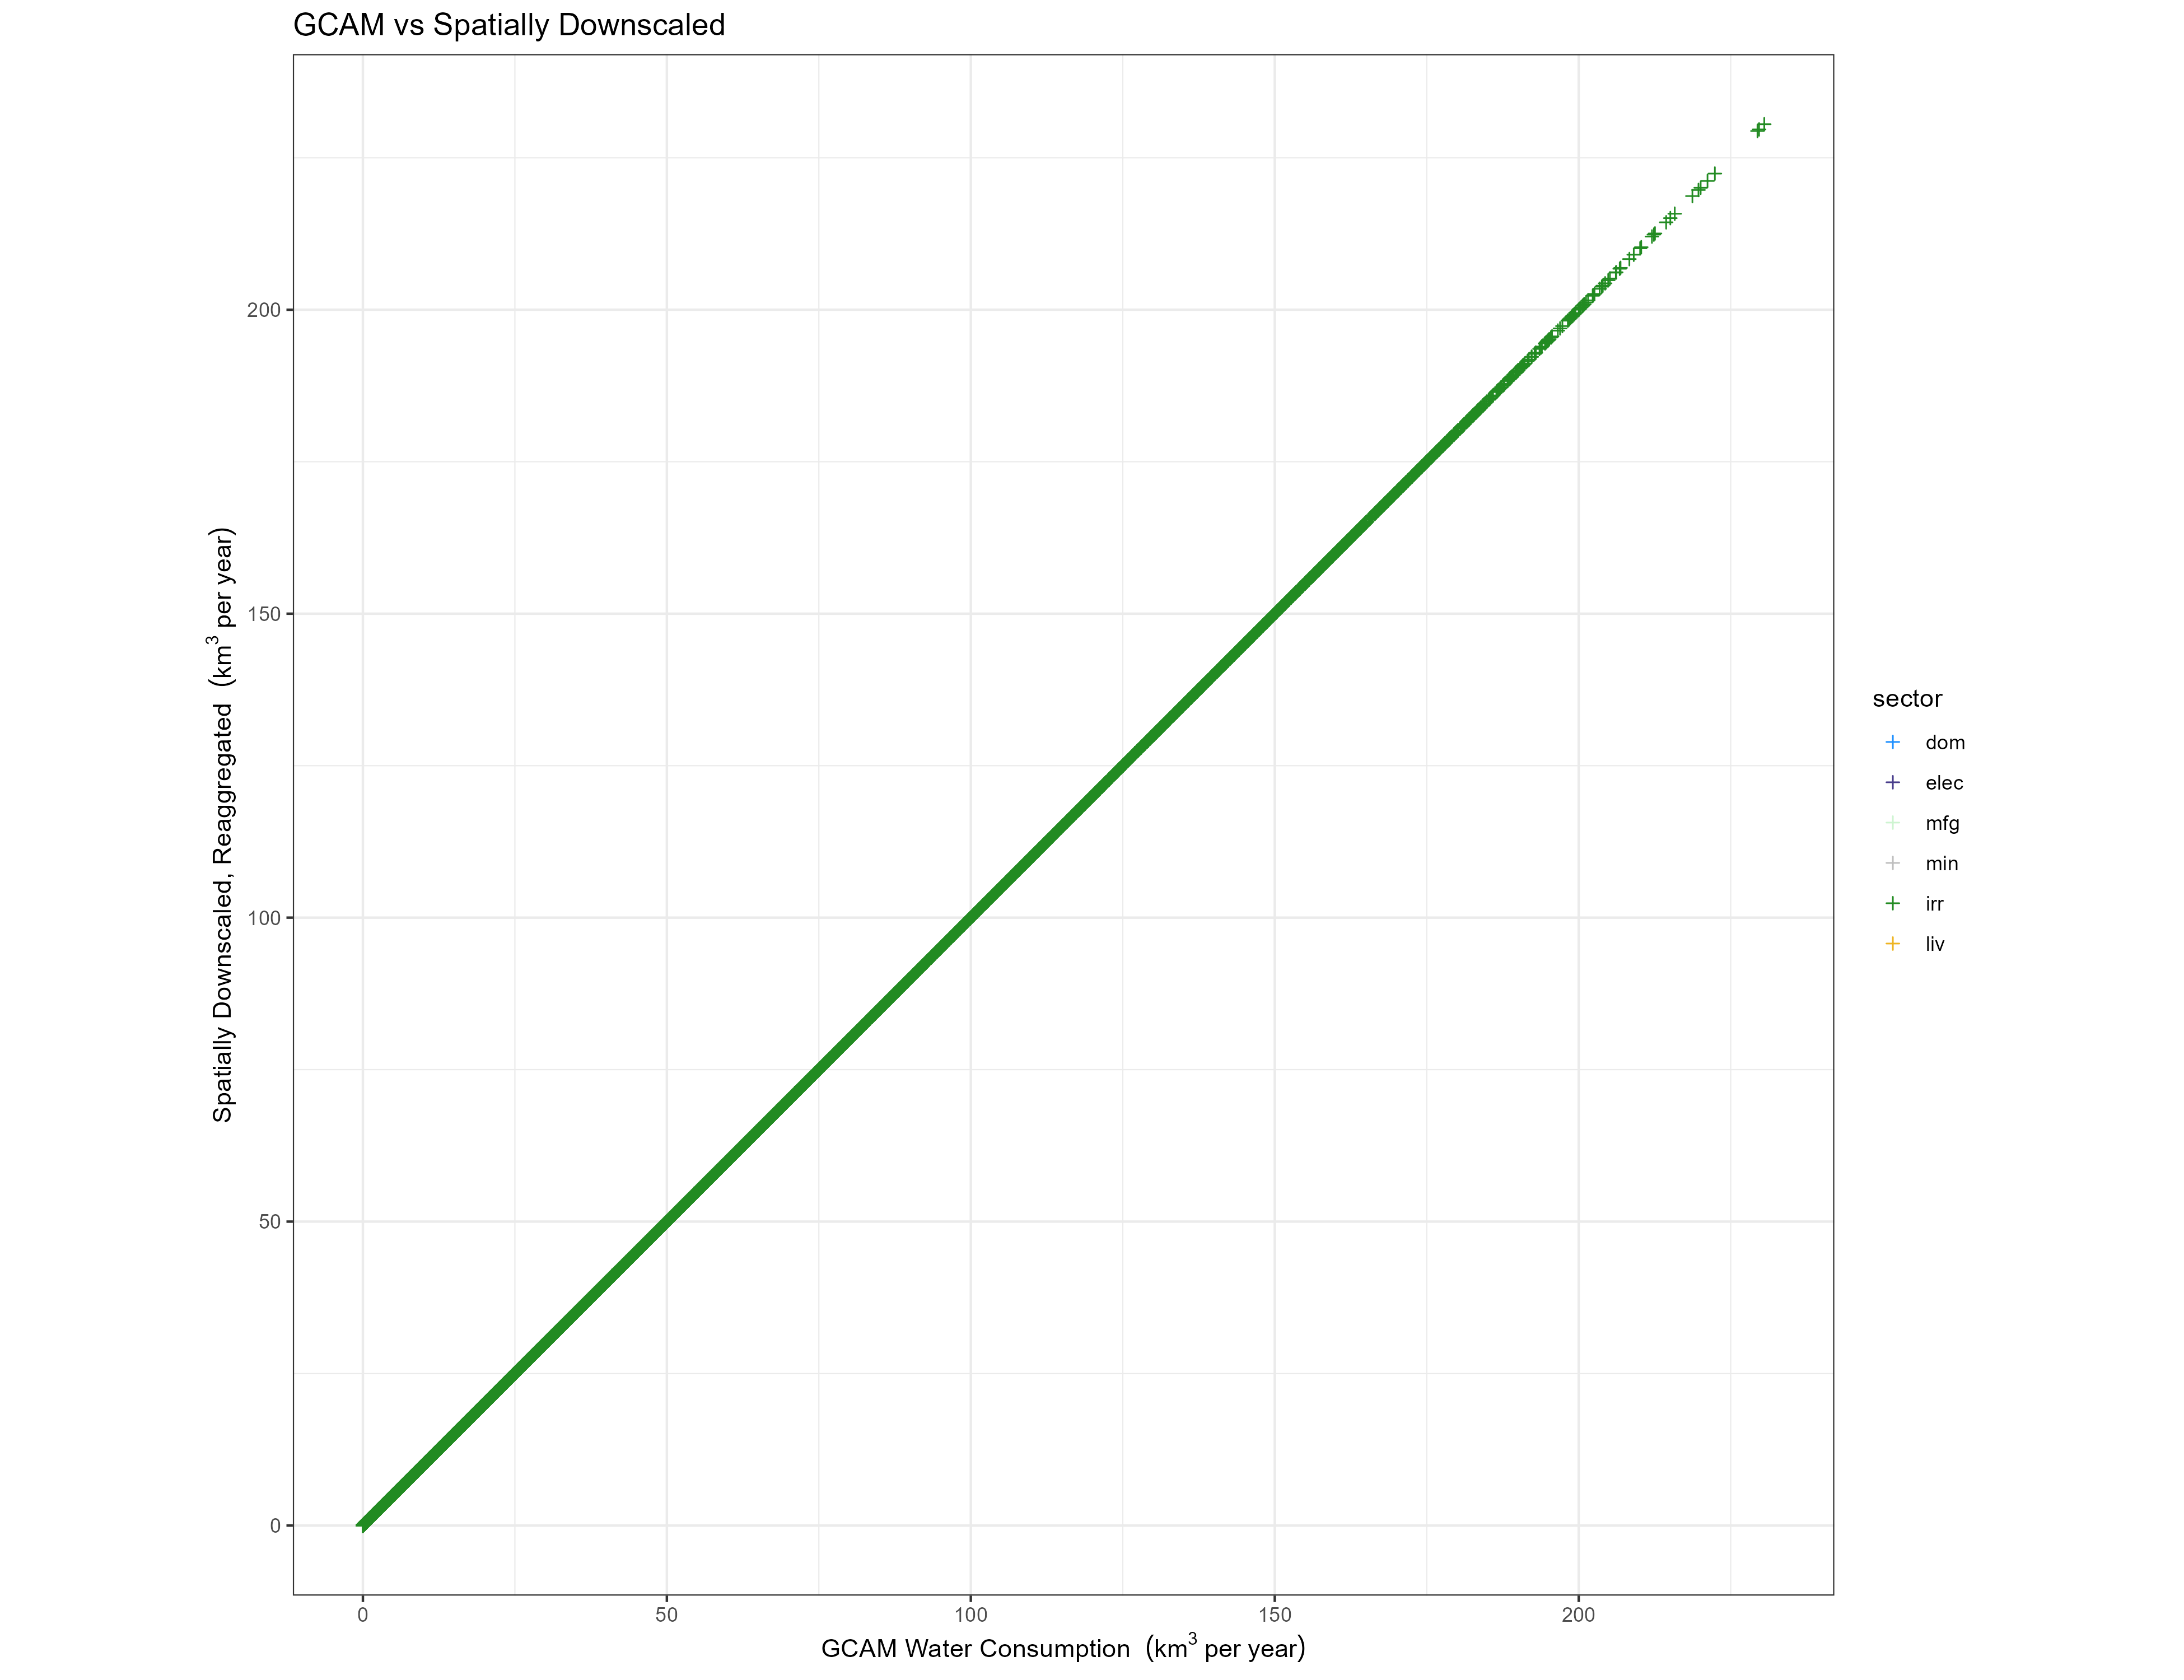 GCAM vs Spatially Downscaled
Spatially Downscaled, Reaggregated (km³ per year)
200
150
100
50
0
0 50 100 150 200
GCAM Water Consumption (km³ per year)
sector
dom
elec
mfg
min
irr
liv